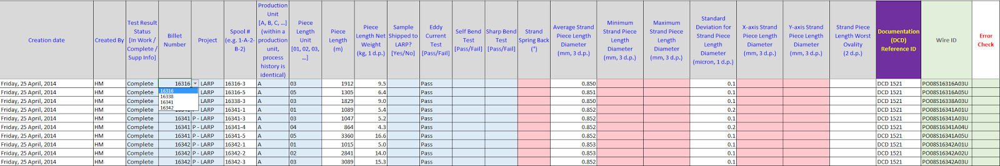 Creation date
Created By
Test Result
Status
[In Work /
Complete /
Supp Info]
Billet
Number
Project
Spool #
(e.g. 1-A-2-
B-2)
Production
Unit
[A, B, C, ...]
(within a
production
unit,
process
history is
identical)
Piece
Length
Unit
[01, 02, 03,
...]
Piece
Length
(m)
Piece
Length Net
Weight
(kg, 1 d.p.)
Sample
Shipped to
LARP?
[Yes/No]
Eddy
Current
Test
[Pass/Fail]
Self Bend
Test
[Pass/Fail]
Sharp Bend
Test
[Pass/Fail]
Strand
Spring Back
(°)
Average Strand
Piece Length
Diameter
(mm, 3 d.p.)
Minimum
Strand Piece
Length
Diameter
(mm, 3 d.p.)
Maximum
Strand Piece
Length
Diameter
(mm, 3 d.p.)
Standard
Deviation for
Strand Piece
Length
Diameter
(micron, 1 d.p.)
X-axis Strand
Piece Length
Diameter
(mm, 3 d.p.)
Y-axis Strand
Piece Length
Diameter
(mm, 3 d.p.)
Strand Piece
Length Worst
Ovality
(2 d.p.)
Documentation
(DCD)
Reference ID
Wire ID
Error
Check
Friday, 25 April, 2014 HM Complete 16316 - LARP 16316-3 A 03 1912 9.5 Pass 0.850 0.1 DCD 1521 PO08S16316A03U
Friday, 25 April, 2014 HM Complete 16316 - LARP 16316-5 A 05 1305 6.4 Pass 0.851 0.1 DCD 1521 PO08S16316A05U
16338
Friday, 25 April, 2014 HM Complete 16341 - LARP 16338-3 A 03 1829 9.0 Pass 0.850 0.1 DCD 1521 PO08S16338A03U
Friday, 25 April, 2014 HM Complete 16342 - LARP 16341-1 A 01 1089 5.4 Pass 0.852 0.2 DCD 1521 PO08S16341A01U
Friday, 25 April, 2014 HM Complete 16341 P - LARP 16341-3 A 03 1047 5.2 Pass 0.852 0.1 DCD 1521 PO08S16341A03U
Friday, 25 April, 2014 HM Complete 16341 P - LARP 16341-4 A 04 864 4.3 Pass 0.852 0.2 DCD 1521 PO08S16341A04U
Friday, 25 April, 2014 HM Complete 16341 P - LARP 16341-5 A 05 3360 16.6 Pass 0.852 0.1 DCD 1521 PO08S16341A05U
Friday, 25 April, 2014 HM Complete 16342 P - LARP 16342-1 A 01 1015 5.0 Pass 0.853 0.1 DCD 1521 PO08S16342A01U
Friday, 25 April, 2014 HM Complete 16342 P - LARP 16342-2 A 02 2841 14.0 Pass 0.853 0.1 DCD 1521 PO08S16342A02U
Friday, 25 April, 2014 HM Complete 16342 P - LARP 16342-3 A 03 3089 15.3 Pass 0.852 0.1 DCD 1521 PO08S16342A03U